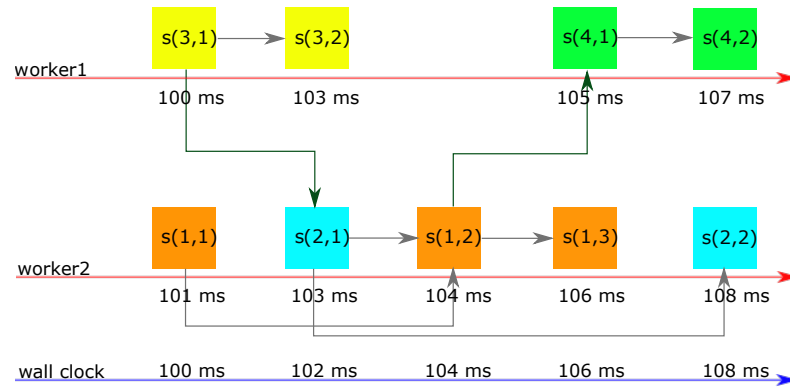 s(3,1) s(3,2) s(4,1) s(4,2)
worker1
100 ms 103 ms 105 ms 107 ms
s(1,1) s(2,1) s(1,2) s(1,3) s(2,2)
worker2
101 ms 103 ms 104 ms 106 ms 108 ms
wall clock 100 ms 102 ms 104 ms 106 ms 108 ms